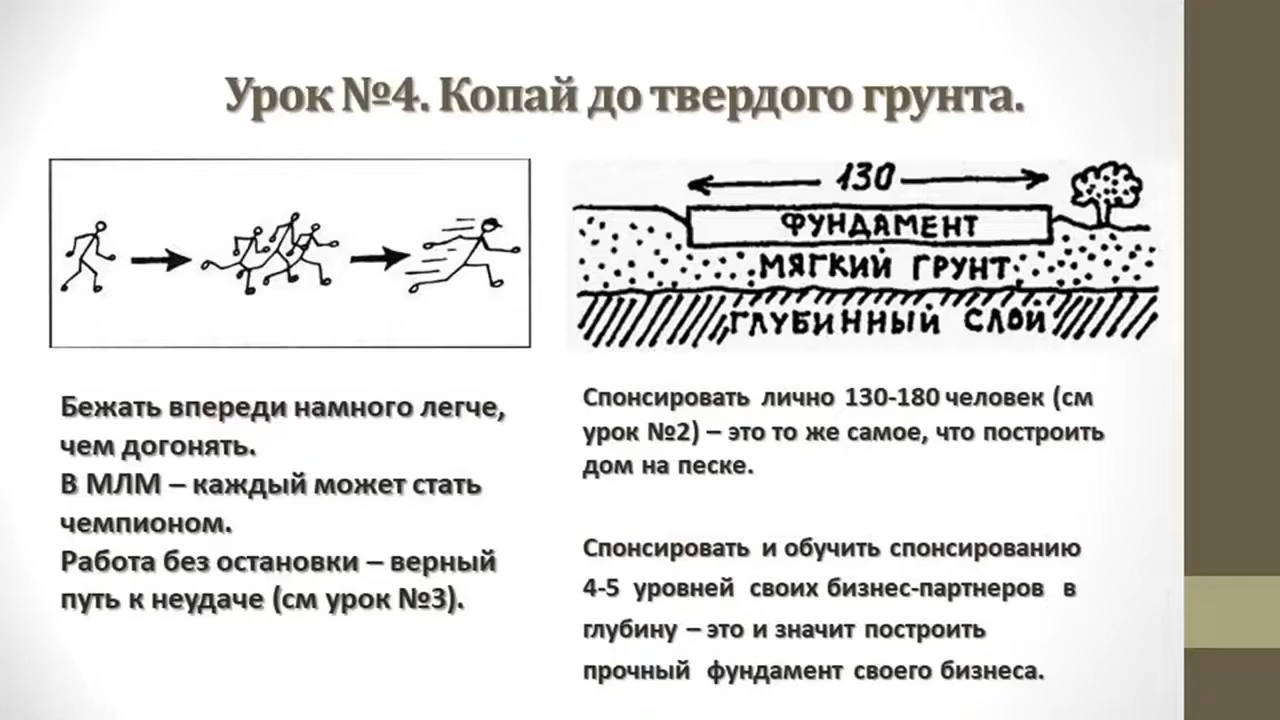 Урок №4. Копай до твердого грунта.
130
ФУНДАМЕНТ
МЯГКИЙ ГРУНТ
ГЛУБИННЫЙ СЛОЙ
Бежать впереди намного легче,
чем догонять.
В МЛМ – каждый может стать
чемпионом.
Работа без остановки – верный
путь к неудаче (см урок №3).
Спонсировать лично 130-180 человек (см
урок №2) – это то же самое, что построить
дом на песке.
Спонсировать и обучить спонсированию
4-5 уровней своих бизнес-партнеров в
глубину – это и значит построить
прочный фундамент своего бизнеса.